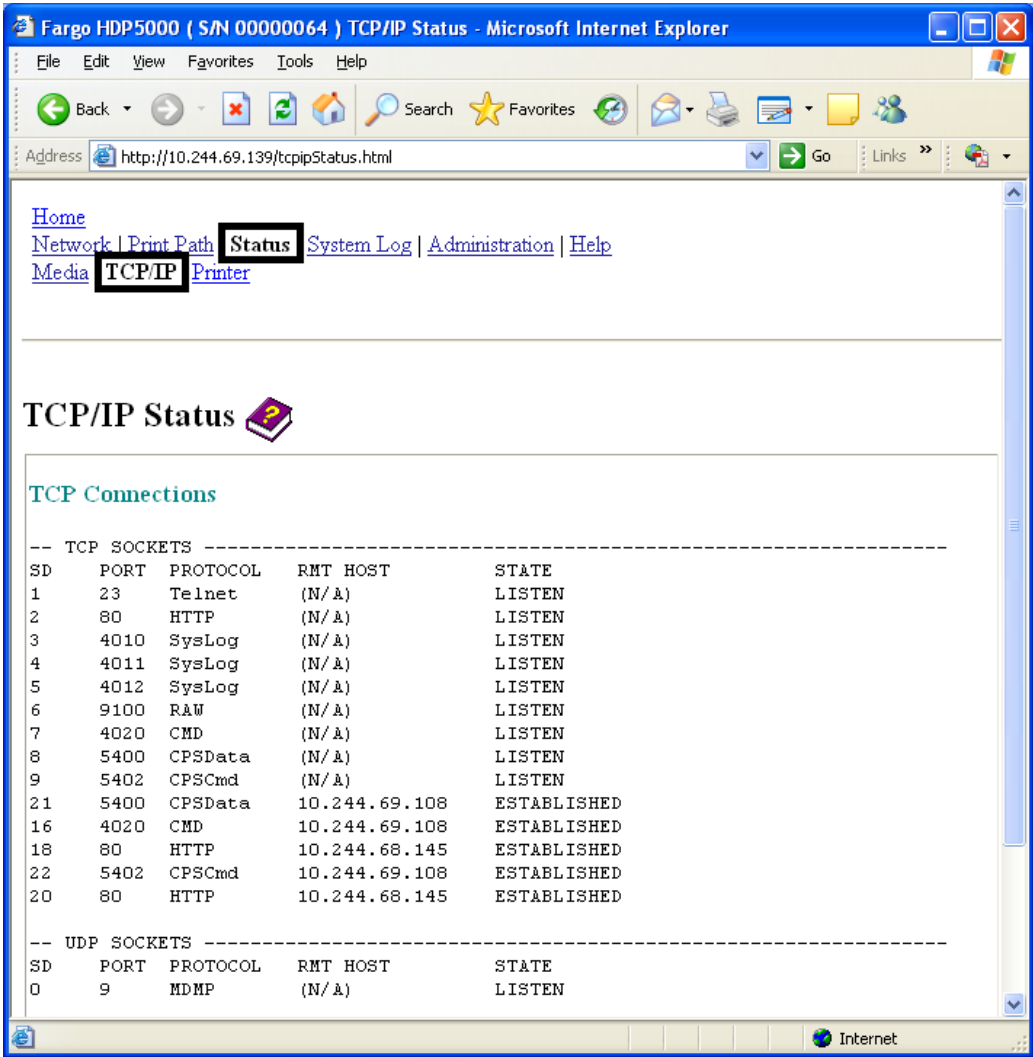 Fargo HDP5000 ( S/N 00000064 ) TCP/IP Status - Microsoft Internet Explorer
File Edit View Favorites Tools Help
Back Search Favorites
Address http://10.244.69.139/tcpipStatus.html Go Links »
Home
Network | Print Path Status System Log | Administration | Help
Media TCP/IP Printer
TCP/IP Status ?
TCP Connections
-- TCP SOCKETS ----------------------------------------------------------------
SD PORT PROTOCOL RMT HOST STATE
1 23 Telnet (N/A) LISTEN
2 80 HTTP (N/A) LISTEN
3 4010 SysLog (N/A) LISTEN
4 4011 SysLog (N/A) LISTEN
5 4012 SysLog (N/A) LISTEN
6 9100 RAW (N/A) LISTEN
7 4020 CMD (N/A) LISTEN
8 5400 CPSData (N/A) LISTEN
9 5402 CPSCmd (N/A) LISTEN
21 5400 CPSData 10.244.69.108 ESTABLISHED
16 4020 CMD 10.244.69.108 ESTABLISHED
18 80 HTTP 10.244.68.145 ESTABLISHED
22 5402 CPSCmd 10.244.69.108 ESTABLISHED
20 80 HTTP 10.244.68.145 ESTABLISHED
-- UDP SOCKETS ----------------------------------------------------------------
SD PORT PROTOCOL RMT HOST STATE
0 9 MDMP (N/A) LISTEN
Internet